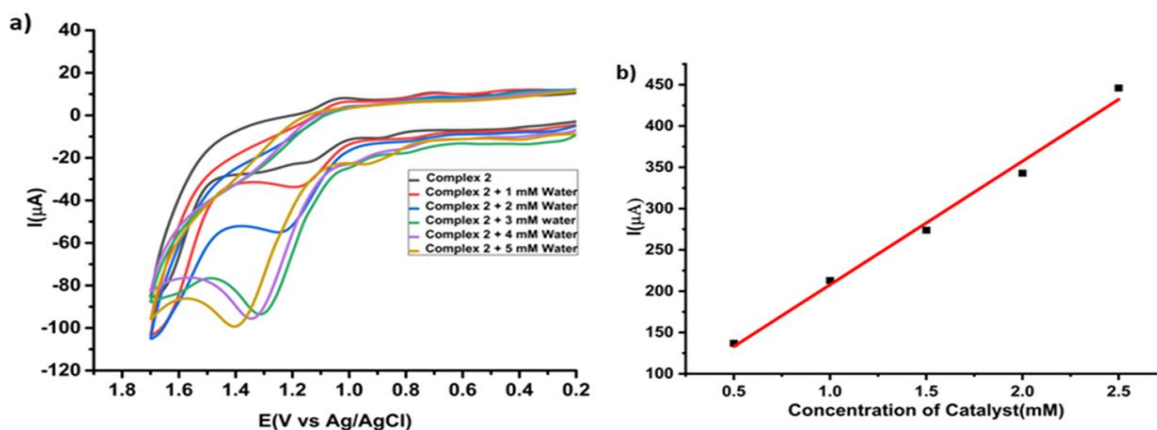 a)
40
20
0
-20
-40
-60
-80
-100
-120
I(μA)
Complex 2
Complex 2 + 1 mM Water
Complex 2 + 2 mM Water
Complex 2 + 3 mM water
Complex 2 + 4 mM Water
Complex 2 + 5 mM Water
1.8 1.6 1.4 1.2 1.0 0.8 0.6 0.4 0.2
E(V vs Ag/AgCl)
b)
450
400
350
300
250
200
150
100
I(μA)
0.5 1.0 1.5 2.0 2.5
Concentration of Catalyst(mM)